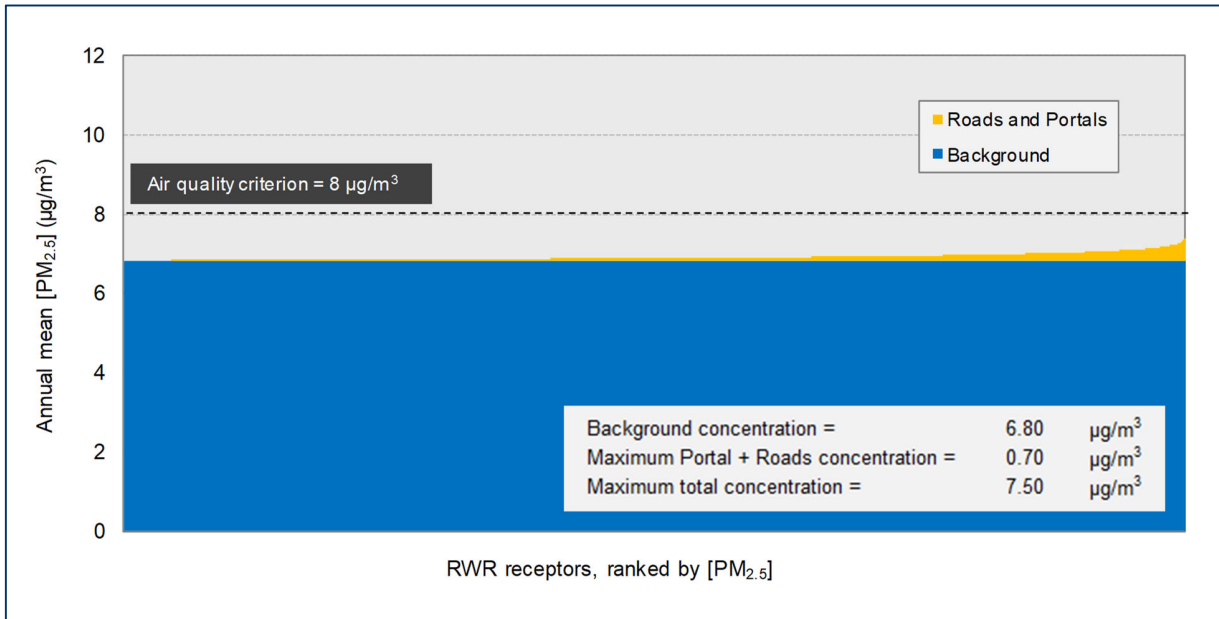 12
10
8
6
4
2
0
Annual mean [PM2.5] (µg/m3)
Roads and Portals
Background
Air quality criterion = 8 µg/m3
Background concentration = 6.80 µg/m3
Maximum Portal + Roads concentration = 0.70 µg/m3
Maximum total concentration = 7.50 µg/m3
RWR receptors, ranked by [PM2.5]